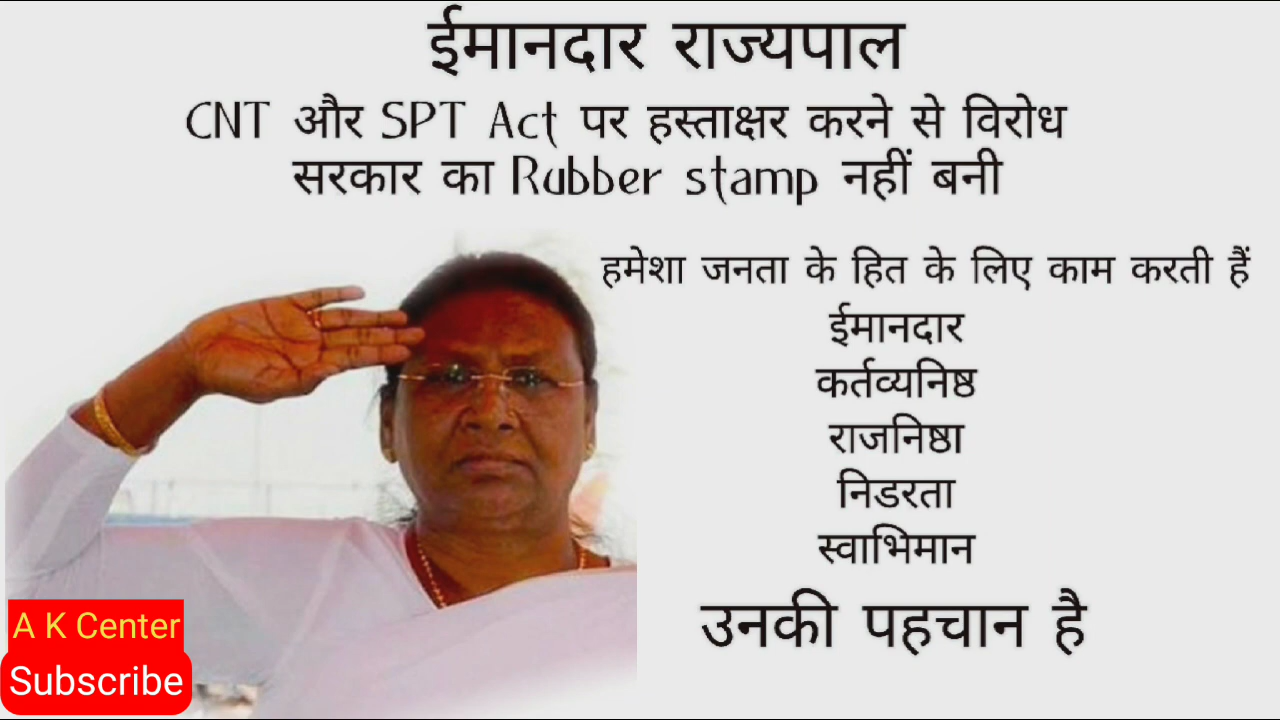 ईमानदार राज्यपाल
CNT और SPT Act पर हस्ताक्षर करने से विरोध
सरकार का Rubber stamp नहीं बनी
हमेशा जनता के हित के लिए काम करती हैं
ईमानदार
कर्तव्यनिष्ठ
राजनिष्ठा
निडरता
स्वाभिमान
उनकी पहचान है
A K Center
Subscribe